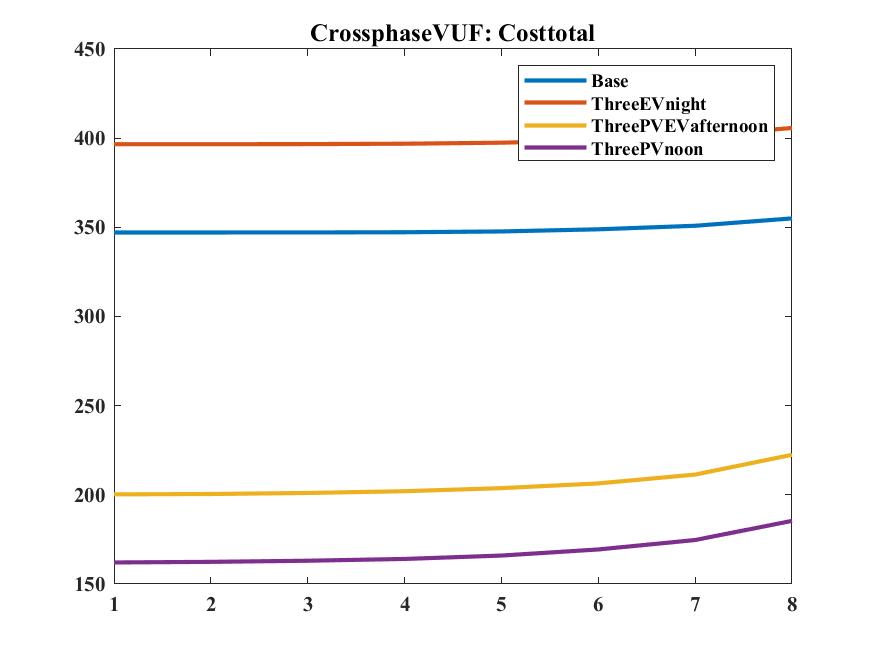 CrossphaseVUF: Costtotal
450
400
350
300
250
200
150
Base
ThreeEVnight
ThreePVEVafternoon
ThreePVnoon
1 2 3 4 5 6 7 8